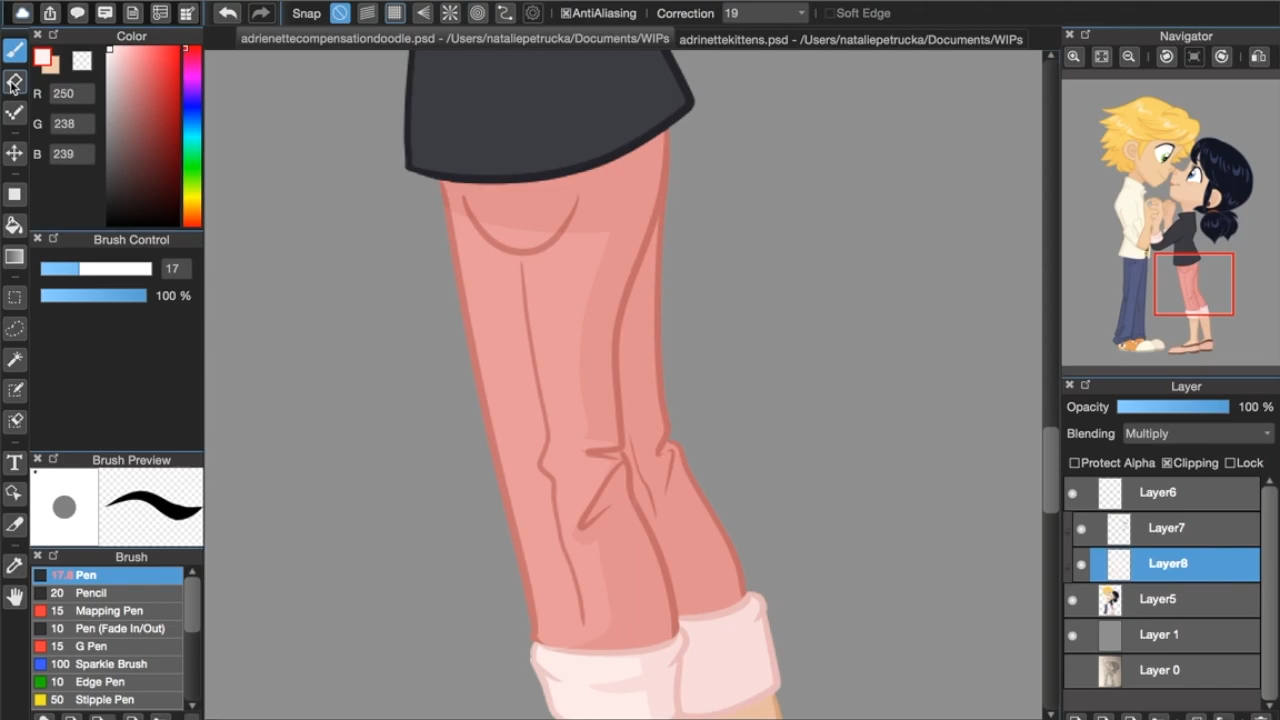 Snap
AntiAliasing
Correction 19
Soft Edge
adrienettecompensationdoodle.psd - /Users/nataliepetrucka/Documents/WIPs
adrinettekittens.psd - /Users/nataliepetrucka/Documents/WIPs
Color
R 250
G 238
B 239
Brush Control
17
100 %
Brush Preview
Brush
17.0 Pen
20 Pencil
15 Mapping Pen
10 Pen (Fade In/Out)
15 G Pen
100 Sparkle Brush
10 Edge Pen
50 Stipple Pen
T
Navigator
Layer
Opacity 100 %
Blending Multiply
Protect Alpha Clipping Lock
Layer6
Layer7
Layer8
Layer5
Layer 1
Layer 0